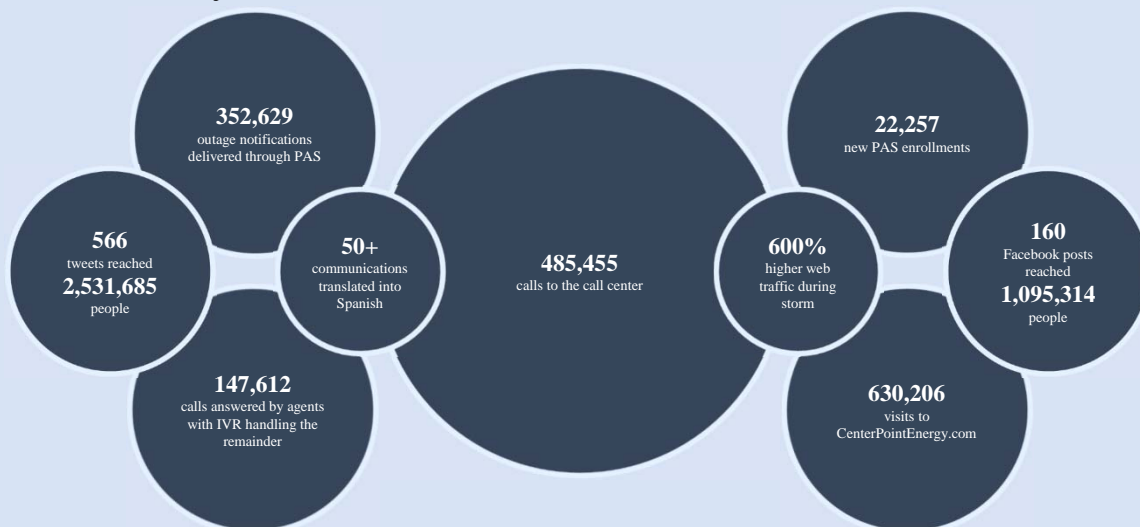 352,629
outage notifications
delivered through PAS
566
tweets reached
2,531,685
people
50+
communications
translated into
Spanish
147,612
calls answered by agents
with IVR handling the
remainder
485,455
calls to the call center
22,257
new PAS enrollments
600%
higher web
traffic during
storm
160
Facebook posts
reached
1,095,314
people
630,206
visits to
CenterPointEnergy.com